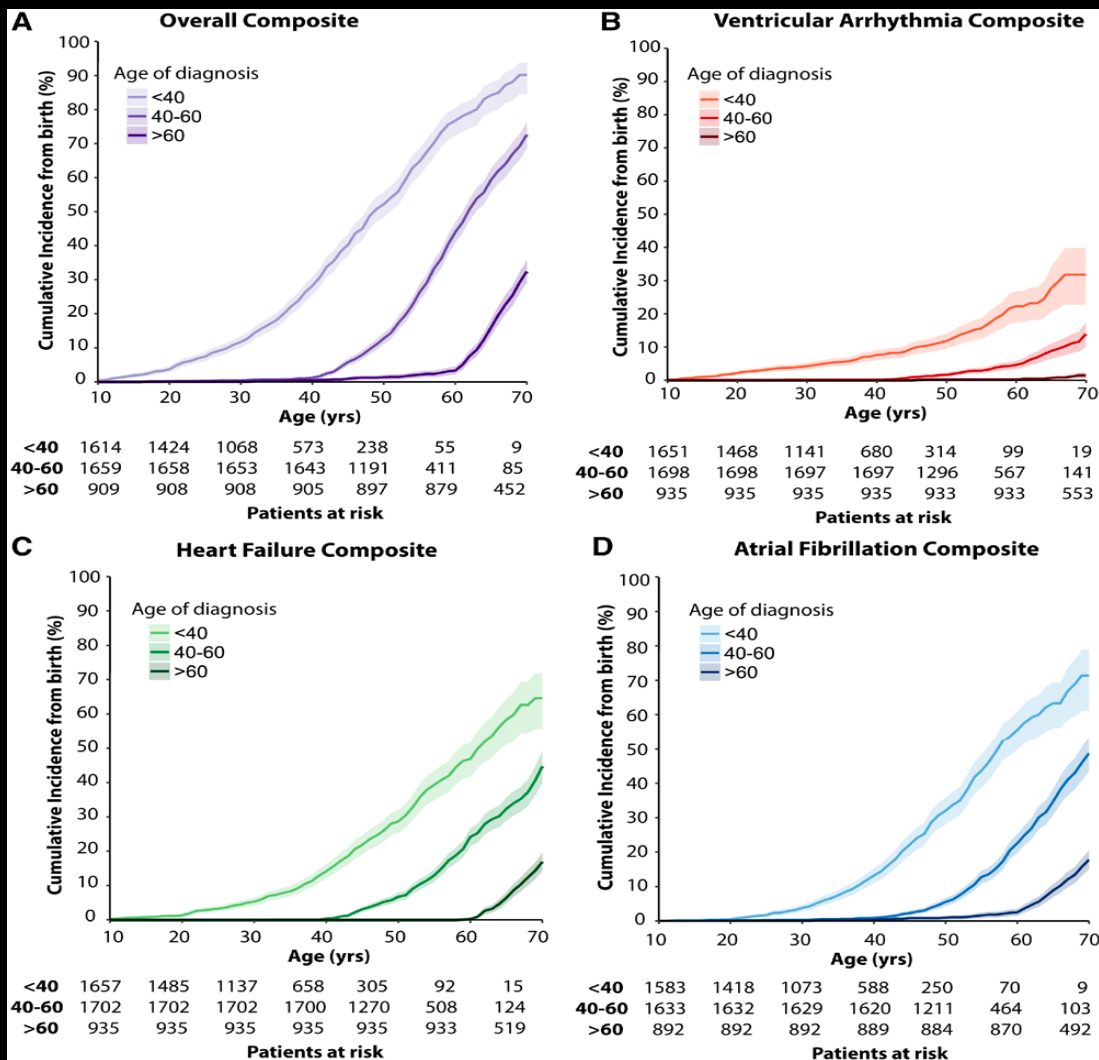 A Overall Composite
Cumulative Incidence from birth (%)
100
90
80
70
60
50
40
30
20
10
0
Age of diagnosis
<40
40-60
>60
10 20 30 40 50 60 70
Age (yrs)
<40 1614 1424 1068 573 238 55 9
40-60 1659 1658 1653 1643 1191 411 85
>60 909 908 908 905 897 879 452
Patients at risk
B Ventricular Arrhythmia Composite
Cumulative Incidence from birth (%)
100
90
80
70
60
50
40
30
20
10
0
Age of diagnosis
<40
40-60
>60
10 20 30 40 50 60 70
Age (yrs)
<40 1651 1468 1141 680 314 99 19
40-60 1698 1698 1697 1697 1296 567 141
>60 935 935 935 935 933 933 553
Patients at risk
C Heart Failure Composite
Cumulative Incidence from birth (%)
100
90
80
70
60
50
40
30
20
10
0
Age of diagnosis
<40
40-60
>60
10 20 30 40 50 60 70
Age (yrs)
<40 1657 1485 1137 658 305 92 15
40-60 1702 1702 1702 1700 1270 508 124
>60 935 935 935 935 935 933 519
Patients at risk
D Atrial Fibrillation Composite
Cumulative Incidence from birth (%)
100
90
80
70
60
50
40
30
20
10
0
Age of diagnosis
<40
40-60
>60
10 20 30 40 50 60 70
Age (yrs)
<40 1583 1418 1073 588 250 70 9
40-60 1633 1632 1629 1620 1211 464 103
>60 892 892 892 889 884 870 492
Patients at risk